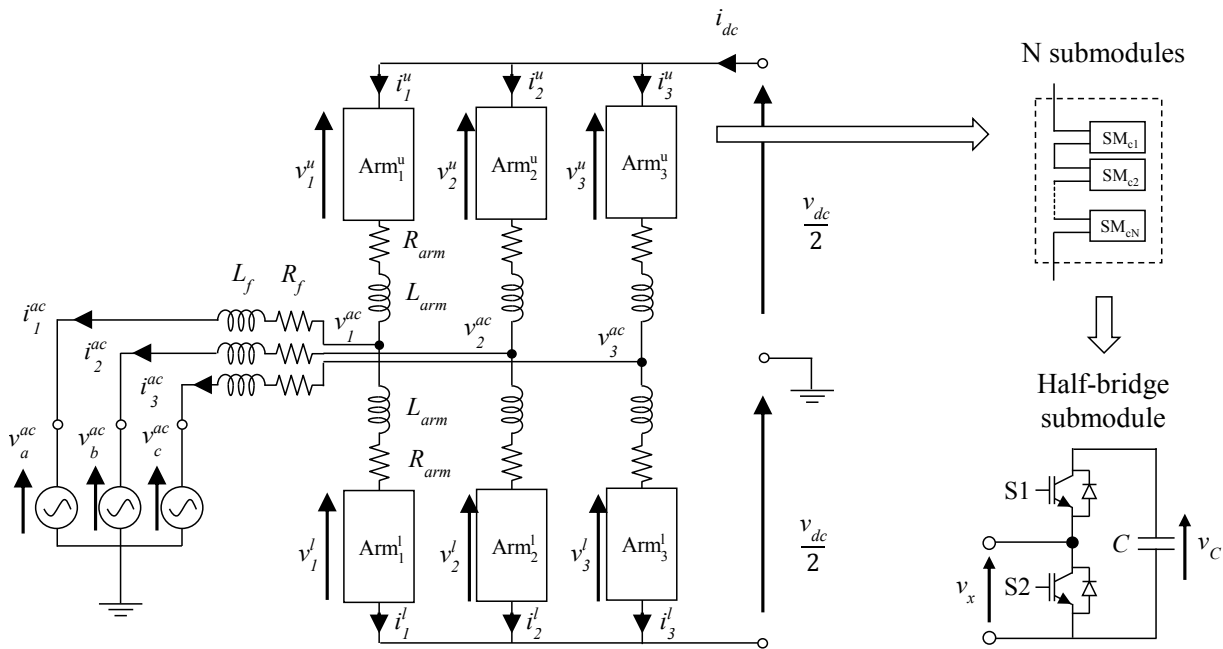 i_dc
N submodules
i_1^u
i_2^u
i_3^u
v_1^u
Arm_1^u
v_2^u
Arm_2^u
v_3^u
Arm_3^u
SM_c1
SM_c2
SM_cN
v_dc
2
R_arm
L_f
R_f
L_arm
i_1^ac
v_1^ac
v_2^ac
v_3^ac
i_2^ac
i_3^ac
Half-bridge
submodule
L_arm
R_arm
v_a^ac
v_b^ac
v_c^ac
v_1^l
Arm_1^l
v_2^l
Arm_2^l
v_3^l
Arm_3^l
v_dc
2
S1
C
v_C
v_x
S2
i_1^l
i_2^l
i_3^l